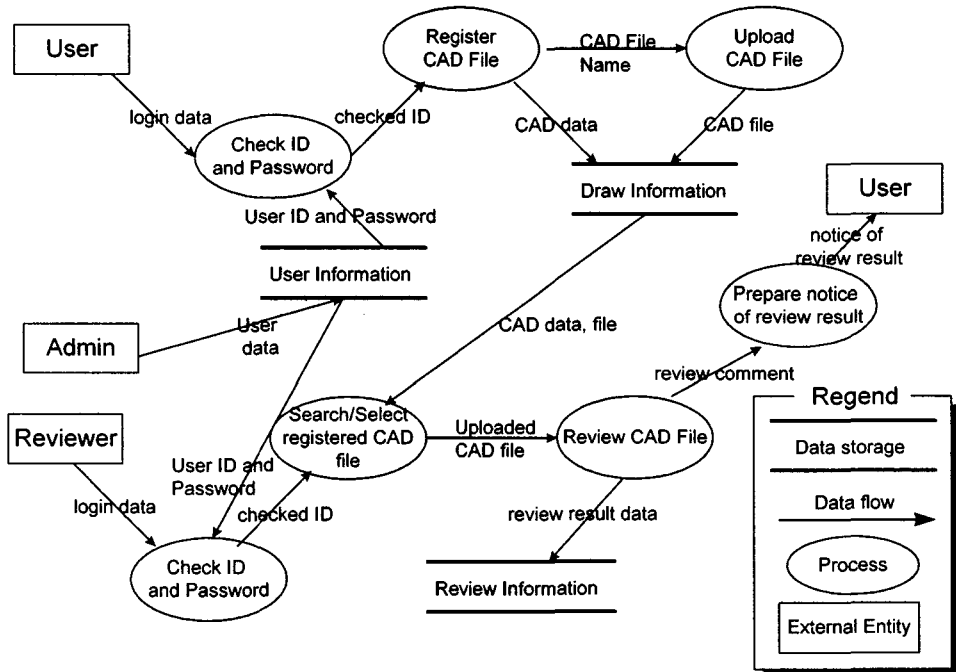 User
Register
CAD File
CAD File
Name
Upload
CAD File
login data
checked ID
CAD data
CAD file
Check ID
and Password
Draw Information
User
User ID and Password
notice of
review result
User Information
Prepare notice
of review result
User
data
CAD data, file
Admin
review comment
Regend
Reviewer
Search/Select
registered CAD
file
Uploaded
CAD file
Review CAD File
Data storage
User ID and
Password
login data
checked ID
review result data
Data flow
Check ID
and Password
Review Information
Process
External Entity